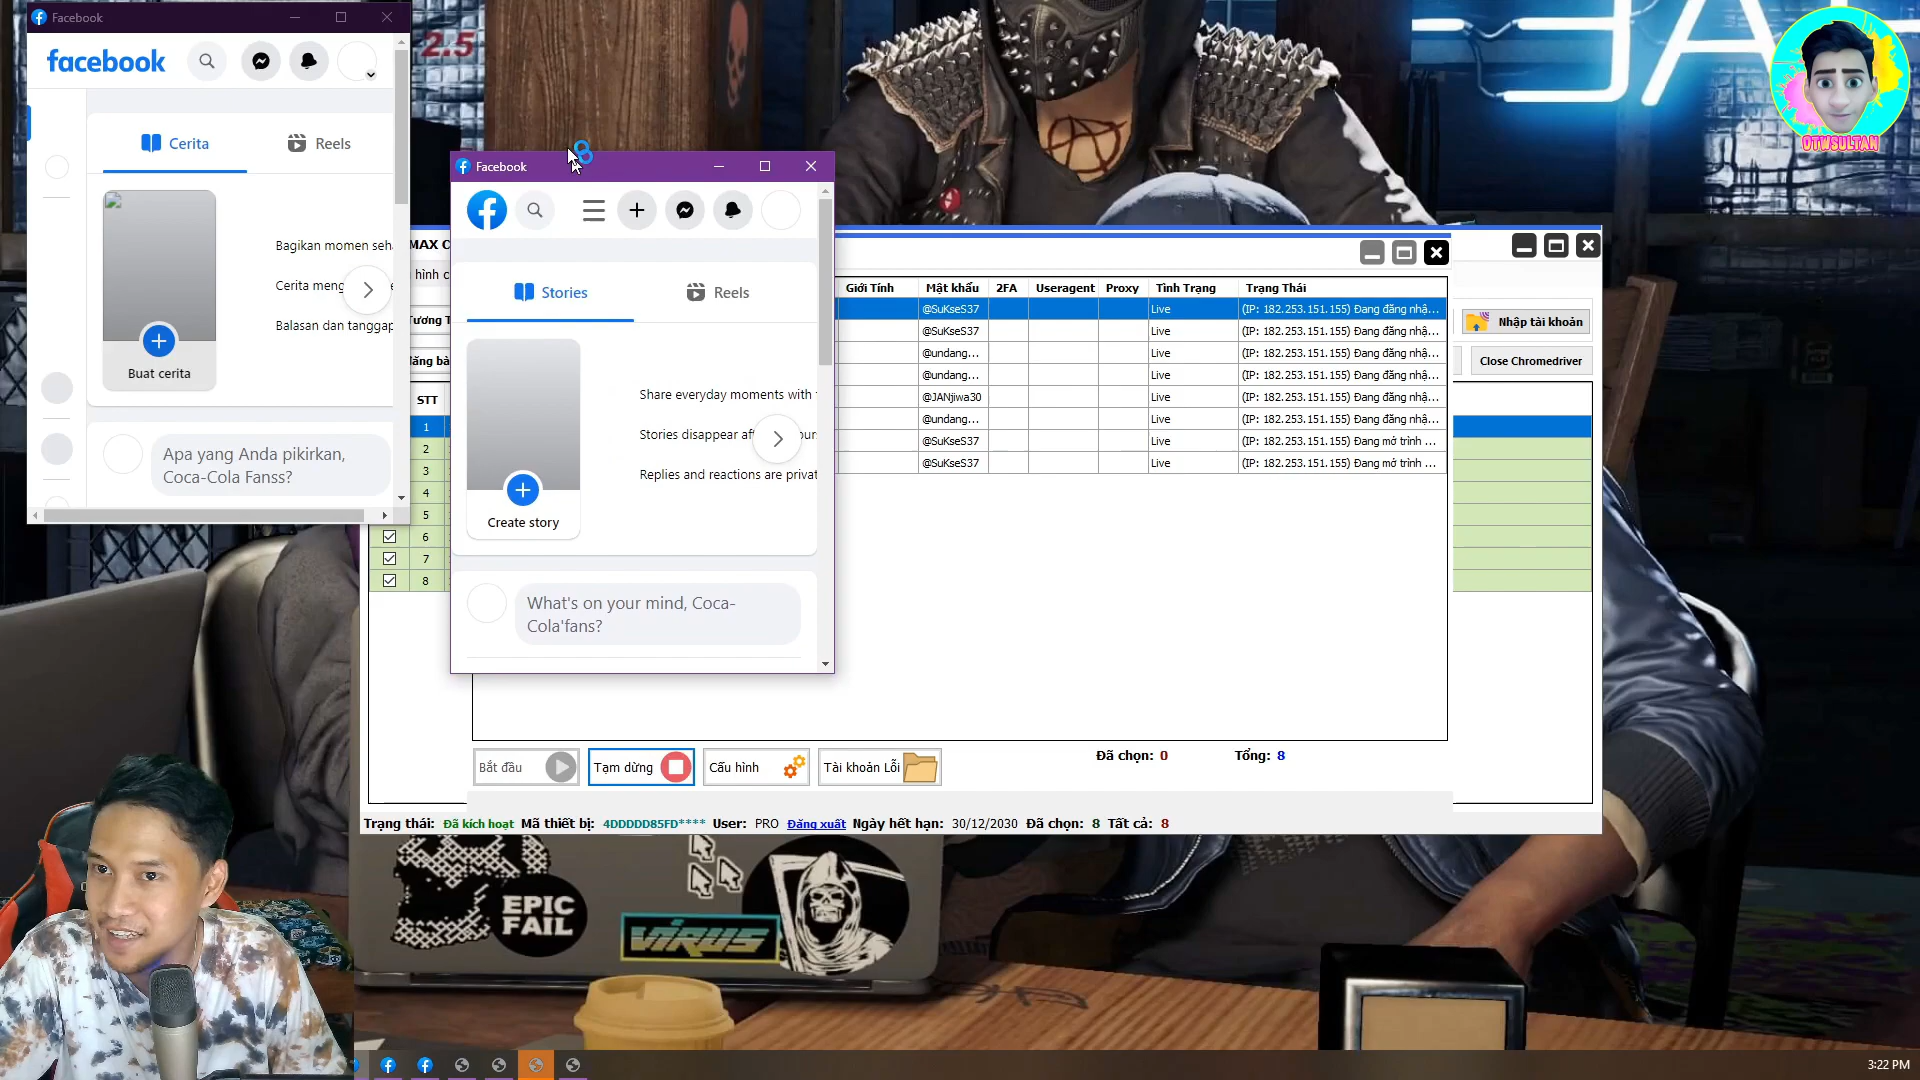 Facebook
facebook
Cerita
Reels
Bagikan momen seh
Cerita meng
Balasan dan tanggap
Buat cerita
Apa yang Anda pikirkan,
Coca-Cola Fanss?
2.5
OTWSULTAN
Facebook
Stories
Reels
Share everyday moments with
Stories disappear af
ours
Replies and reactions are privat
Create story
What's on your mind, Coca-
Cola'fans?
MAX C
hình c
Tương T
đăng bà
STT
1
2
3
4
5
6
7
8
Giới Tính Mật khẩu 2FA Useragent Proxy Tình Trạng Trạng Thái
@SuKseS37 Live (IP: 182.253.151.155) Đang đăng nhậ...
@SuKseS37 Live (IP: 182.253.151.155) Đang đăng nhậ...
@undang... Live (IP: 182.253.151.155) Đang đăng nhậ...
@undang... Live (IP: 182.253.151.155) Đang đăng nhậ...
@JANjiwa30 Live (IP: 182.253.151.155) Đang đăng nhậ...
@undang... Live (IP: 182.253.151.155) Đang đăng nhậ...
@SuKseS37 Live (IP: 182.253.151.155) Đang mở trình ...
@SuKseS37 Live (IP: 182.253.151.155) Đang mở trình ...
Nhập tài khoản
Close Chromedriver
Bắt đầu
Tạm dừng
Cấu hình
Tài khoản Lỗi
Đã chọn: 0
Tổng: 8
Trạng thái: Đã kích hoạt Mã thiết bị: 4DDDDD85FD**** User: PRO Đăng xuất Ngày hết hạn: 30/12/2030 Đã chọn: 8 Tất cả: 8
EPIC
FAIL
VIRUS
3:22 PM